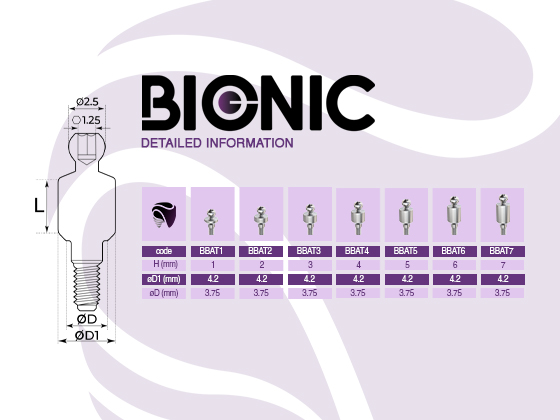 BIONIC
DETAILED INFORMATION
Ø2.5
1.25
L
ØD
ØD1
code BBAT1 BBAT2 BBAT3 BBAT4 BBAT5 BBAT6 BBAT7
H (mm) 1 2 3 4 5 6 7
øD1 (mm) 4.2 4.2 4.2 4.2 4.2 4.2 4.2
øD (mm) 3.75 3.75 3.75 3.75 3.75 3.75 3.75